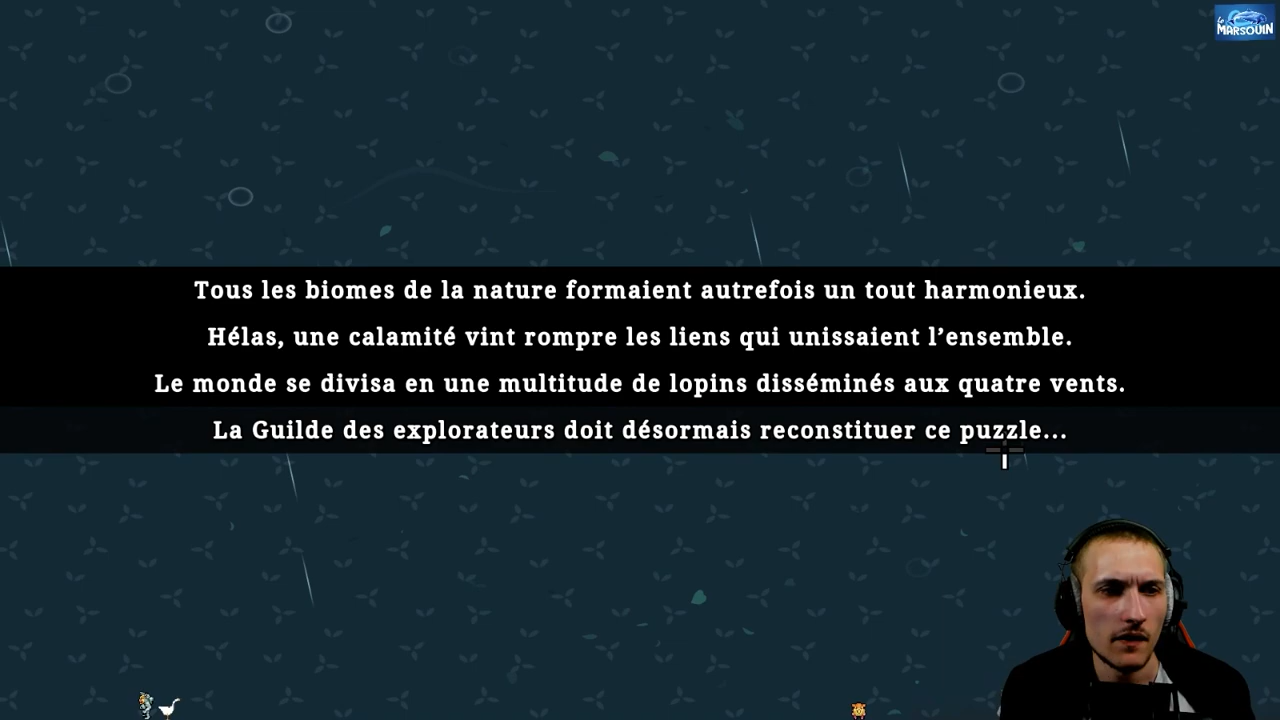 Le
MARSOUIN
Tous les biomes de la nature formaient autrefois un tout harmonieux.
Hélas, une calamité vint rompre les liens qui unissaient l’ensemble.
Le monde se divisa en une multitude de lopins disséminés aux quatre vents.
La Guilde des explorateurs doit désormais reconstituer ce puzzle...